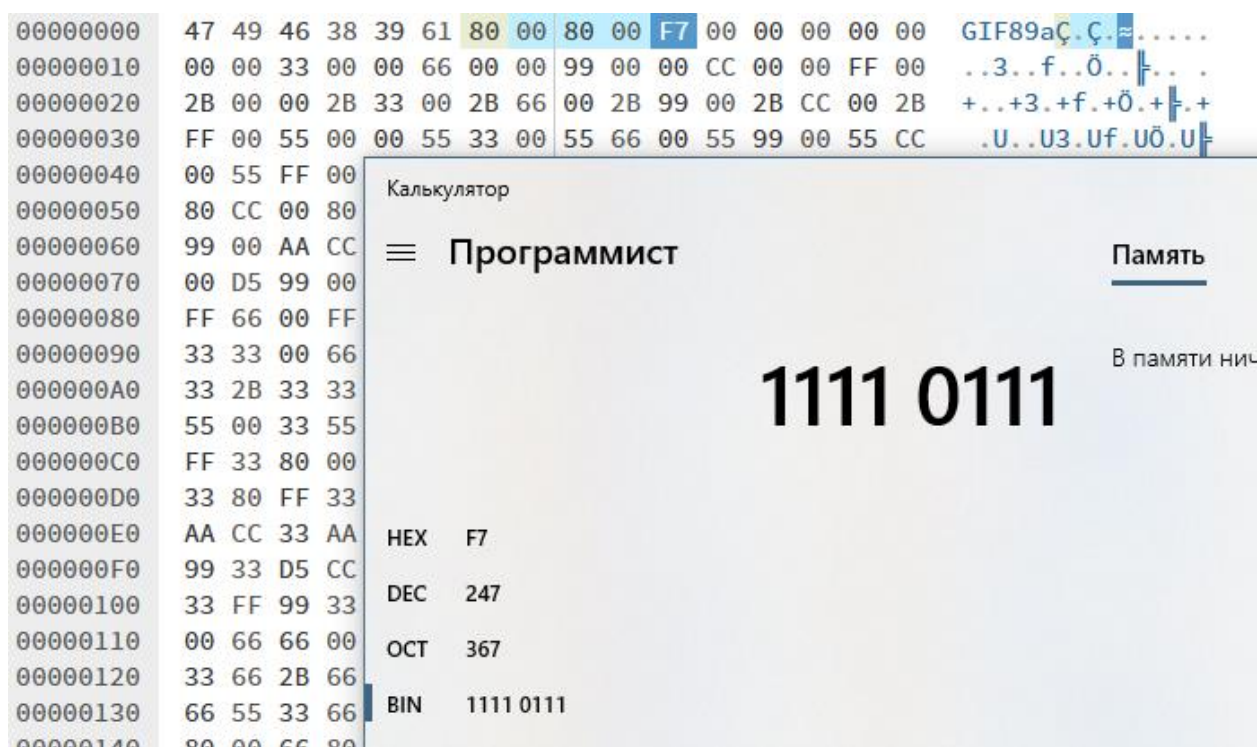 00000000 47 49 46 38 39 61 80 00 80 00 F7 00 00 00 00 00 GIF89aÇ.Ç.≈.....
00000010 00 00 33 00 00 66 00 00 99 00 00 CC 00 00 FF 00 ..3..f..Ö..╠.. .
00000020 2B 00 00 2B 33 00 2B 66 00 2B 99 00 2B CC 00 2B +..+3.+f.+Ö.+╠.+
00000030 FF 00 55 00 00 55 33 00 55 66 00 55 99 00 55 CC .U..U3.Uf.UÖ.U╠
00000040 00 55 FF 00
00000050 80 CC 00 80
00000060 99 00 AA CC
00000070 00 D5 99 00
00000080 FF 66 00 FF
00000090 33 33 00 66
000000A0 33 2B 33 33
000000B0 55 00 33 55
000000C0 FF 33 80 00
000000D0 33 80 FF 33
000000E0 AA CC 33 AA
000000F0 99 33 D5 CC
00000100 33 FF 99 33
00000110 00 66 66 00
00000120 33 66 2B 66
00000130 66 55 33 66
00000140 80 00 66 80
Калькулятор
Программист
Память
В памяти нич
1111 0111
HEX F7
DEC 247
OCT 367
BIN 1111 0111